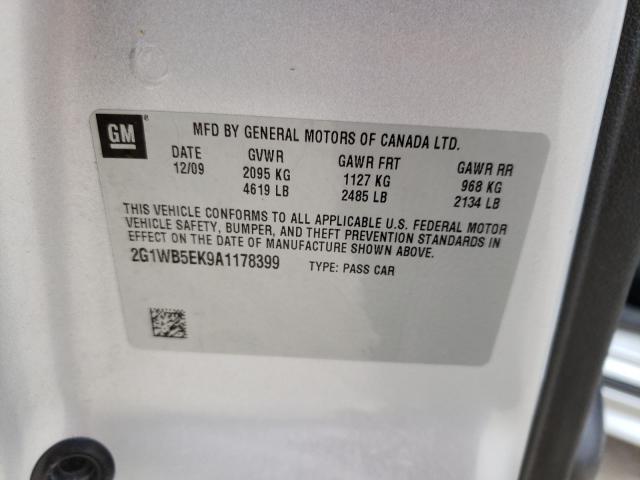 GM®
MFD BY GENERAL MOTORS OF CANADA LTD.
DATE GVWR GAWR FRT GAWR RR
12/09 2095 KG 1127 KG 968 KG
4619 LB 2485 LB 2134 LB
THIS VEHICLE CONFORMS TO ALL APPLICABLE U.S. FEDERAL MOTOR
VEHICLE SAFETY, BUMPER, AND THEFT PREVENTION STANDARDS IN
EFFECT ON THE DATE OF MANUFACTURE SHOWN ABOVE.
2G1WB5EK9A1178399 TYPE: PASS CAR